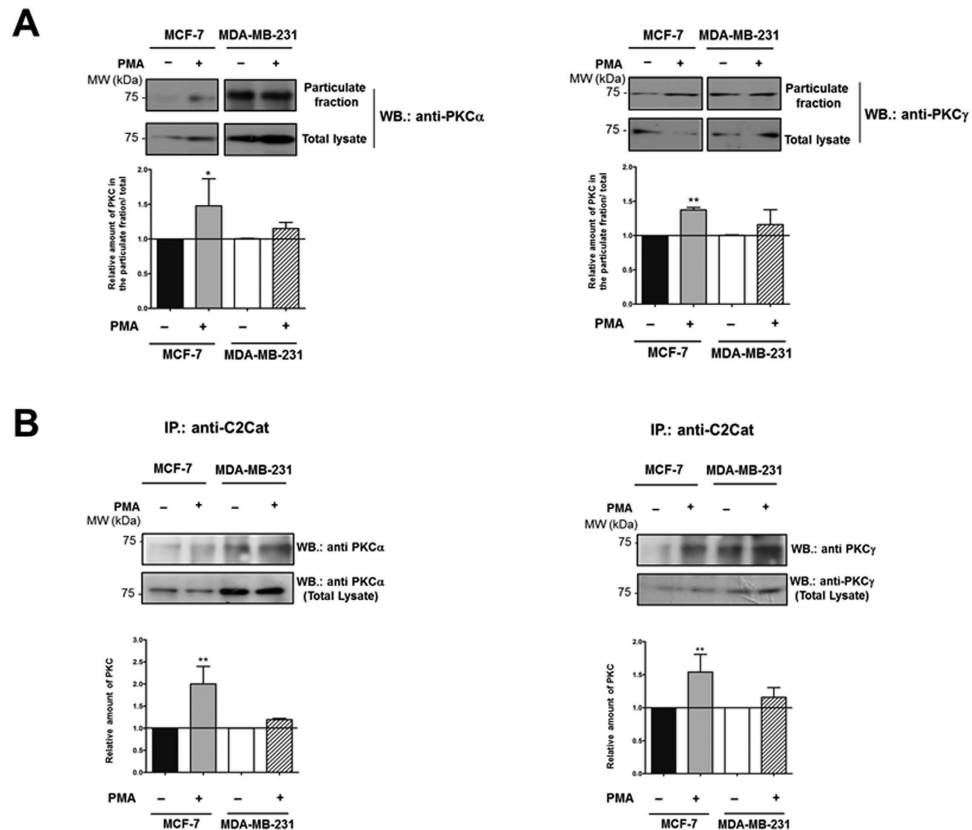 A
MCF-7 MDA-MB-231
PMA – + – +
MW (kDa)
75 - Particulate fraction
75 - Total lysate
WB.: anti-PKCα
Relative amount of PKC in
the particulate fration/ total
2.0
1.5
1.0
0.5
0.0
*
PMA – + – +
MCF-7 MDA-MB-231
MCF-7 MDA-MB-231
PMA – + – +
MW (kDa)
75 - Particulate fraction
75 - Total lysate
WB.: anti-PKCγ
Relative amount of PKC in
the particulate fration/ total
2.0
1.5
1.0
0.5
0.0
**
PMA – + – +
MCF-7 MDA-MB-231
B
IP.: anti-C2Cat
MCF-7 MDA-MB-231
PMA – + – +
MW (kDa)
75 - WB.: anti PKCα
75 - WB.: anti PKCα
(Total Lysate)
Relative amount of PKC
3.0
2.5
2.0
1.5
1.0
0.5
0.0
**
PMA – + – +
MCF-7 MDA-MB-231
IP.: anti-C2Cat
MCF-7 MDA-MB-231
PMA – + – +
MW (kDa)
75 - WB.: anti PKCγ
75 - WB.: anti-PKCγ
(Total Lysate)
Relative amount of PKC
2.0
1.5
1.0
0.5
0.0
**
PMA – + – +
MCF-7 MDA-MB-231